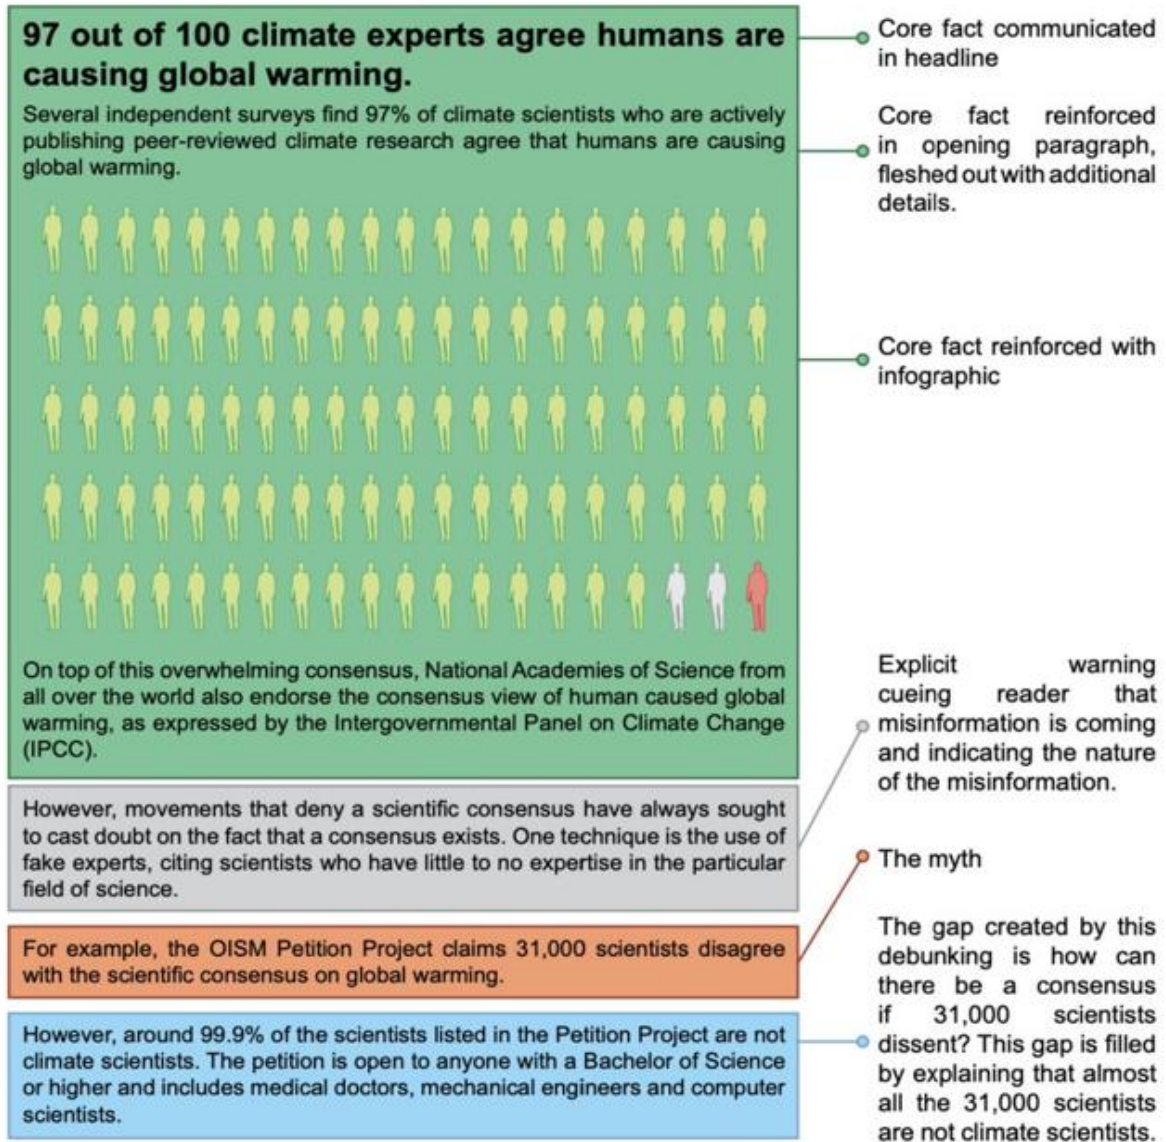 97 out of 100 climate experts agree humans are
causing global warming.
Several independent surveys find 97% of climate scientists who are actively
publishing peer-reviewed climate research agree that humans are causing
global warming.
On top of this overwhelming consensus, National Academies of Science from
all over the world also endorse the consensus view of human caused global
warming, as expressed by the Intergovernmental Panel on Climate Change
(IPCC).
However, movements that deny a scientific consensus have always sought
to cast doubt on the fact that a consensus exists. One technique is the use of
fake experts, citing scientists who have little to no expertise in the particular
field of science.
For example, the OISM Petition Project claims 31,000 scientists disagree
with the scientific consensus on global warming.
However, around 99.9% of the scientists listed in the Petition Project are not
climate scientists. The petition is open to anyone with a Bachelor of Science
or higher and includes medical doctors, mechanical engineers and computer
scientists.
Core fact communicated
in headline
Core fact reinforced
in opening paragraph,
fleshed out with additional
details.
Core fact reinforced with
infographic
Explicit warning
cueing reader that
misinformation is coming
and indicating the nature
of the misinformation.
The myth
The gap created by this
debunking is how can
there be a consensus
if 31,000 scientists
dissent? This gap is filled
by explaining that almost
all the 31,000 scientists
are not climate scientists.